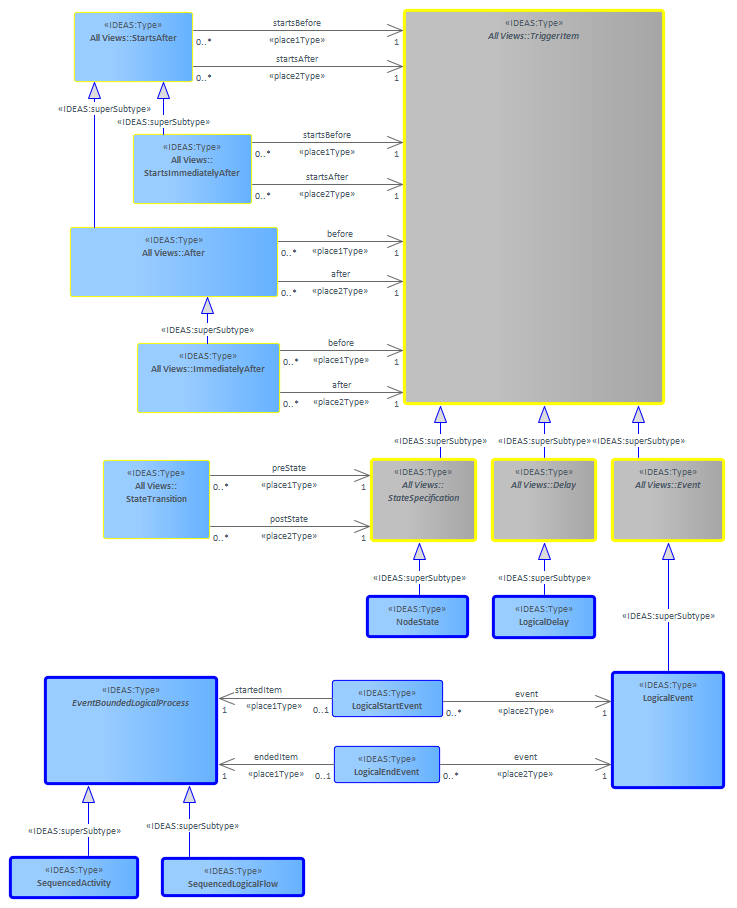 «IDEAS:Type»
All Views::StartsAfter
startsBefore
0..*
«place1Type»
1
startsAfter
0..*
«place2Type»
1
«IDEAS:Type»
All Views::TriggerItem
«IDEAS:superSubtype»
«IDEAS:superSubtype»
«IDEAS:Type»
All Views::
StartsImmediatelyAfter
startsBefore
0..*
«place1Type»
1
startsAfter
0..*
«place2Type»
1
«IDEAS:Type»
All Views::After
before
0..*
«place1Type»
1
after
0..*
«place2Type»
1
«IDEAS:superSubtype»
«IDEAS:Type»
All Views::ImmediatelyAfter
before
0..*
«place1Type»
1
after
0..*
«place2Type»
1
«IDEAS:superSubtype»
«IDEAS:superSubtype»
«IDEAS:superSubtype»
«IDEAS:Type»
All Views::
StateTransition
preState
0..*
«place1Type»
1
postState
0..*
«place2Type»
1
«IDEAS:Type»
All Views::
StateSpecification
«IDEAS:Type»
All Views::Delay
«IDEAS:Type»
All Views::Event
«IDEAS:superSubtype»
«IDEAS:superSubtype»
«IDEAS:superSubtype»
«IDEAS:Type»
NodeState
«IDEAS:Type»
LogicalDelay
«IDEAS:Type»
EventBoundedLogicalProcess
startedItem
1
«place1Type»
0..1
«IDEAS:Type»
LogicalStartEvent
event
0..*
«place2Type»
1
«IDEAS:Type»
LogicalEvent
endedItem
1
«place1Type»
0..1
«IDEAS:Type»
LogicalEndEvent
event
0..*
«place2Type»
1
«IDEAS:superSubtype»
«IDEAS:superSubtype»
«IDEAS:Type»
SequencedActivity
«IDEAS:Type»
SequencedLogicalFlow